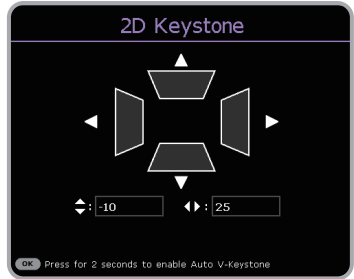 2D Keystone
: -10 : 25
OK Press for 2 seconds to enable Auto V-Keystone